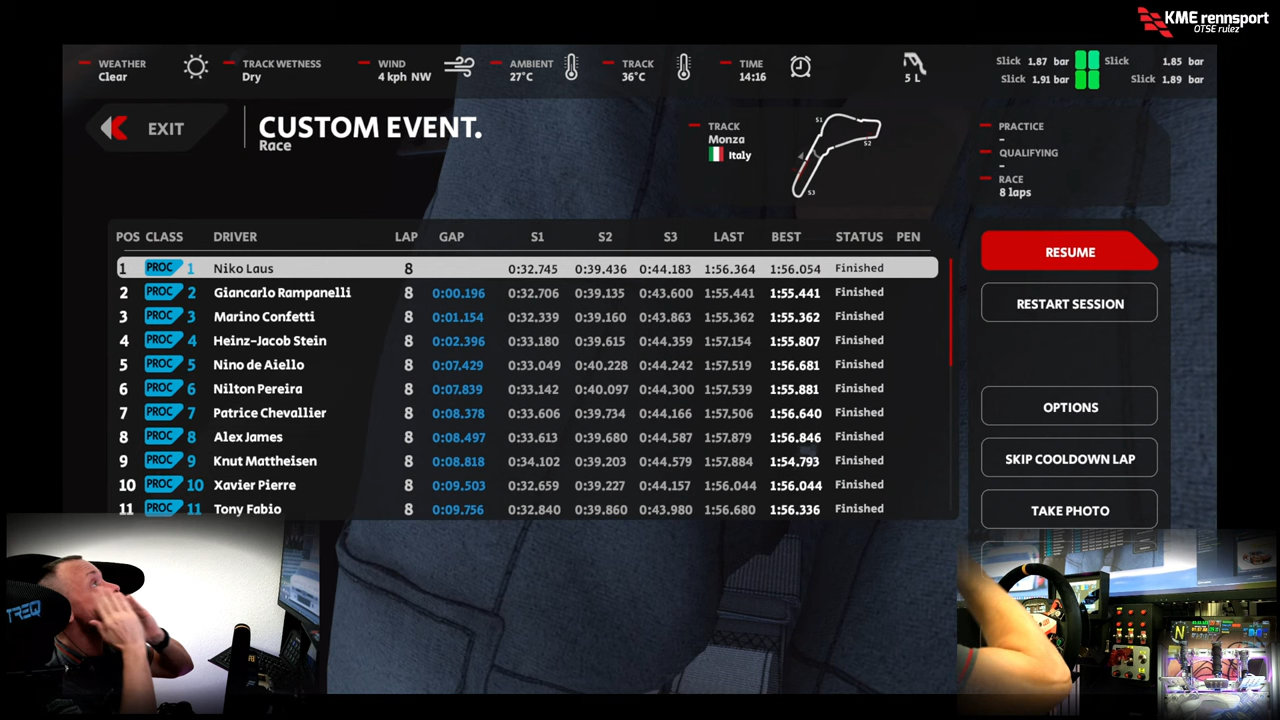 KME rennsport
OTSE rulez
WEATHER
Clear
TRACK WETNESS
Dry
WIND
4 kph NW
AMBIENT
27°C
TRACK
36°C
TIME
14:16
5 L
Slick 1.87 bar
Slick 1.91 bar
Slick 1.85 bar
Slick 1.89 bar
EXIT
CUSTOM EVENT.
Race
TRACK
Monza
Italy
S1
S2
S3
PRACTICE
-
QUALIFYING
-
RACE
8 laps
POS CLASS DRIVER LAP GAP S1 S2 S3 LAST BEST STATUS PEN
1 PROC 1 Niko Laus 8 0:32.745 0:39.436 0:44.183 1:56.364 1:56.054 Finished
2 PROC 2 Giancarlo Rampanelli 8 0:00.196 0:32.706 0:39.135 0:43.600 1:55.441 1:55.441 Finished
3 PROC 3 Marino Confetti 8 0:01.154 0:32.339 0:39.160 0:43.863 1:55.362 1:55.362 Finished
4 PROC 4 Heinz-Jacob Stein 8 0:02.396 0:33.180 0:39.615 0:44.359 1:57.154 1:55.807 Finished
5 PROC 5 Nino de Aiello 8 0:07.429 0:33.049 0:40.228 0:44.242 1:57.519 1:56.681 Finished
6 PROC 6 Nilton Pereira 8 0:07.839 0:33.142 0:40.097 0:44.300 1:57.539 1:55.881 Finished
7 PROC 7 Patrice Chevallier 8 0:08.378 0:33.606 0:39.734 0:44.166 1:57.506 1:56.640 Finished
8 PROC 8 Alex James 8 0:08.497 0:33.613 0:39.680 0:44.587 1:57.879 1:56.846 Finished
9 PROC 9 Knut Mattheisen 8 0:08.818 0:34.102 0:39.203 0:44.579 1:57.884 1:54.793 Finished
10 PROC 10 Xavier Pierre 8 0:09.503 0:32.659 0:39.227 0:44.157 1:56.044 1:56.044 Finished
11 PROC 11 Tony Fabio 8 0:09.756 0:32.840 0:39.860 0:43.980 1:56.680 1:56.336 Finished
RESUME
RESTART SESSION
OPTIONS
SKIP COOLDOWN LAP
TAKE PHOTO
TREQ
N